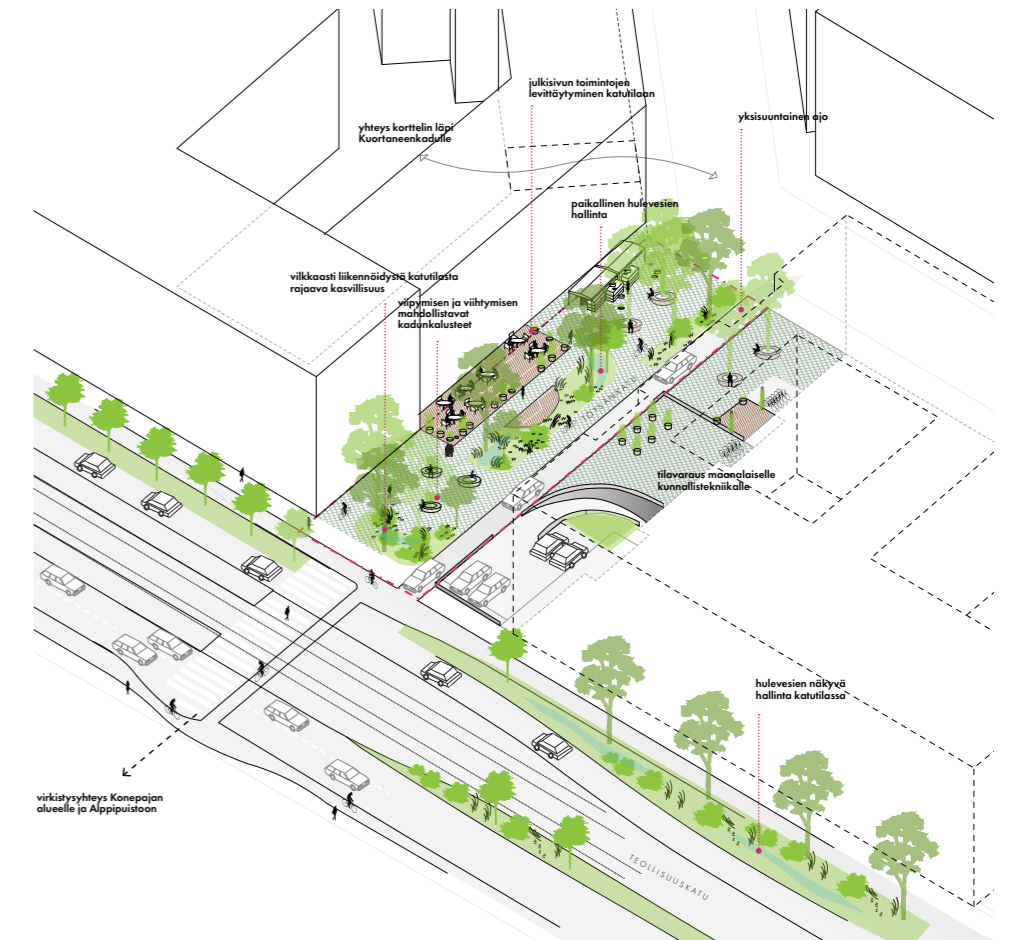 julkisivun toimintojen
levittäytyminen katutilaan
yksisuuntainen ajo
yhteys korttelin läpi
Kuortaneenkadulle
paikallinen hulevesien
hallinta
vilkkaasti liikennöidystä katutilasta
rajaava kasvillisuus
viipymisen ja viihtymisen
mahdollistavat
kadunkalusteet
tilavaraus maanalaiselle
kunnallistekniikalle
hulevesien näkyvä
hallinta katutilassa
virkistysyhteys Konepajan
alueelle ja Alppipuistoon
TEOLLISUUSKATU